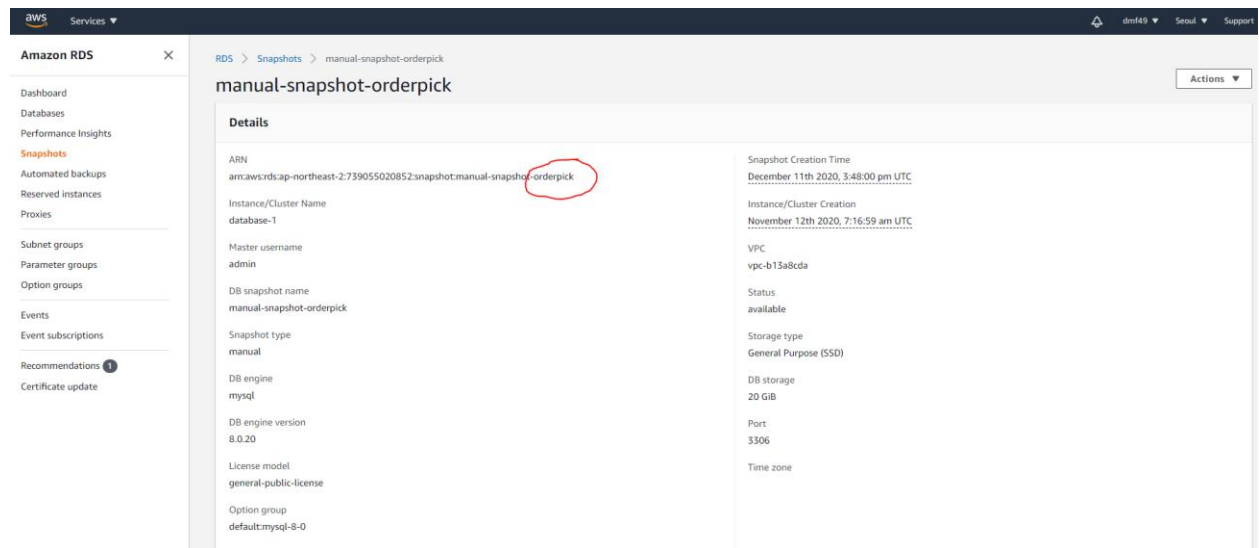 aws Services ▼ dmf49 ▼ Seoul ▼ Support
Amazon RDS ×
Dashboard
Databases
Performance Insights
Snapshots
Automated backups
Reserved instances
Proxies
Subnet groups
Parameter groups
Option groups
Events
Event subscriptions
Recommendations 1
Certificate update
RDS > Snapshots > manual-snapshot-orderpick
manual-snapshot-orderpick
Actions ▼
Details
ARN
arn:aws:rds:ap-northeast-2:739055020852:snapshot:manual-snapshot-orderpick
Instance/Cluster Name
database-1
Master username
admin
DB snapshot name
manual-snapshot-orderpick
Snapshot type
manual
DB engine
mysql
DB engine version
8.0.20
License model
general-public-license
Option group
default:mysql-8-0
Snapshot Creation Time
December 11th 2020, 3:48:00 pm UTC
Instance/Cluster Creation
November 12th 2020, 7:16:59 am UTC
VPC
vpc-b13a8cda
Status
available
Storage type
General Purpose (SSD)
DB storage
20 GiB
Port
3306
Time zone